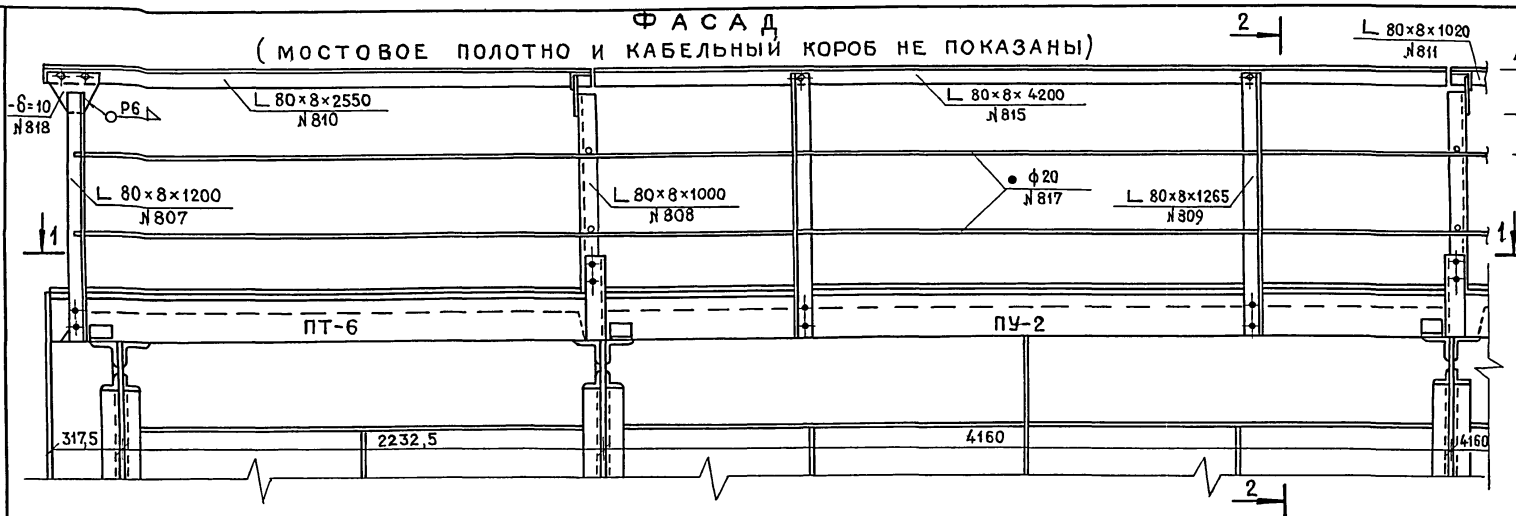 ФАСАД
(МОСТОВОЕ ПОЛОТНО И КАБЕЛЬНЫЙ КОРОБ НЕ ПОКАЗАНЫ)
2
∟ 80×8×1020
N811
-δ=10
N818
P6
∟ 80×8×2550
N810
∟ 80×8×4200
N815
∟ 80×8×1200
N807
∟ 80×8×1000
N808
● ϕ20
N817
∟ 80×8×1265
N809
1
1
ПТ-6
ПУ-2
317,5
2232,5
4160
4160
2